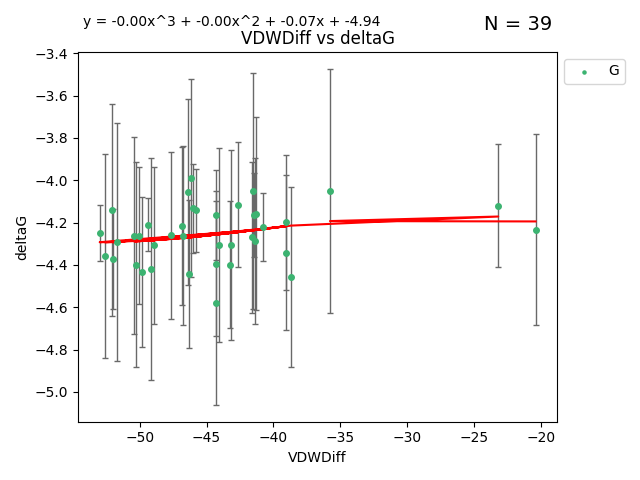 y = -0.00x^3 + -0.00x^2 + -0.07x + -4.94
N = 39
VDWDiff vs deltaG
G
−3.4
−3.6
−3.8
−4.0
−4.2
−4.4
−4.6
−4.8
−5.0
deltaG
−50
−45
−40
−35
−30
−25
−20
VDWDiff